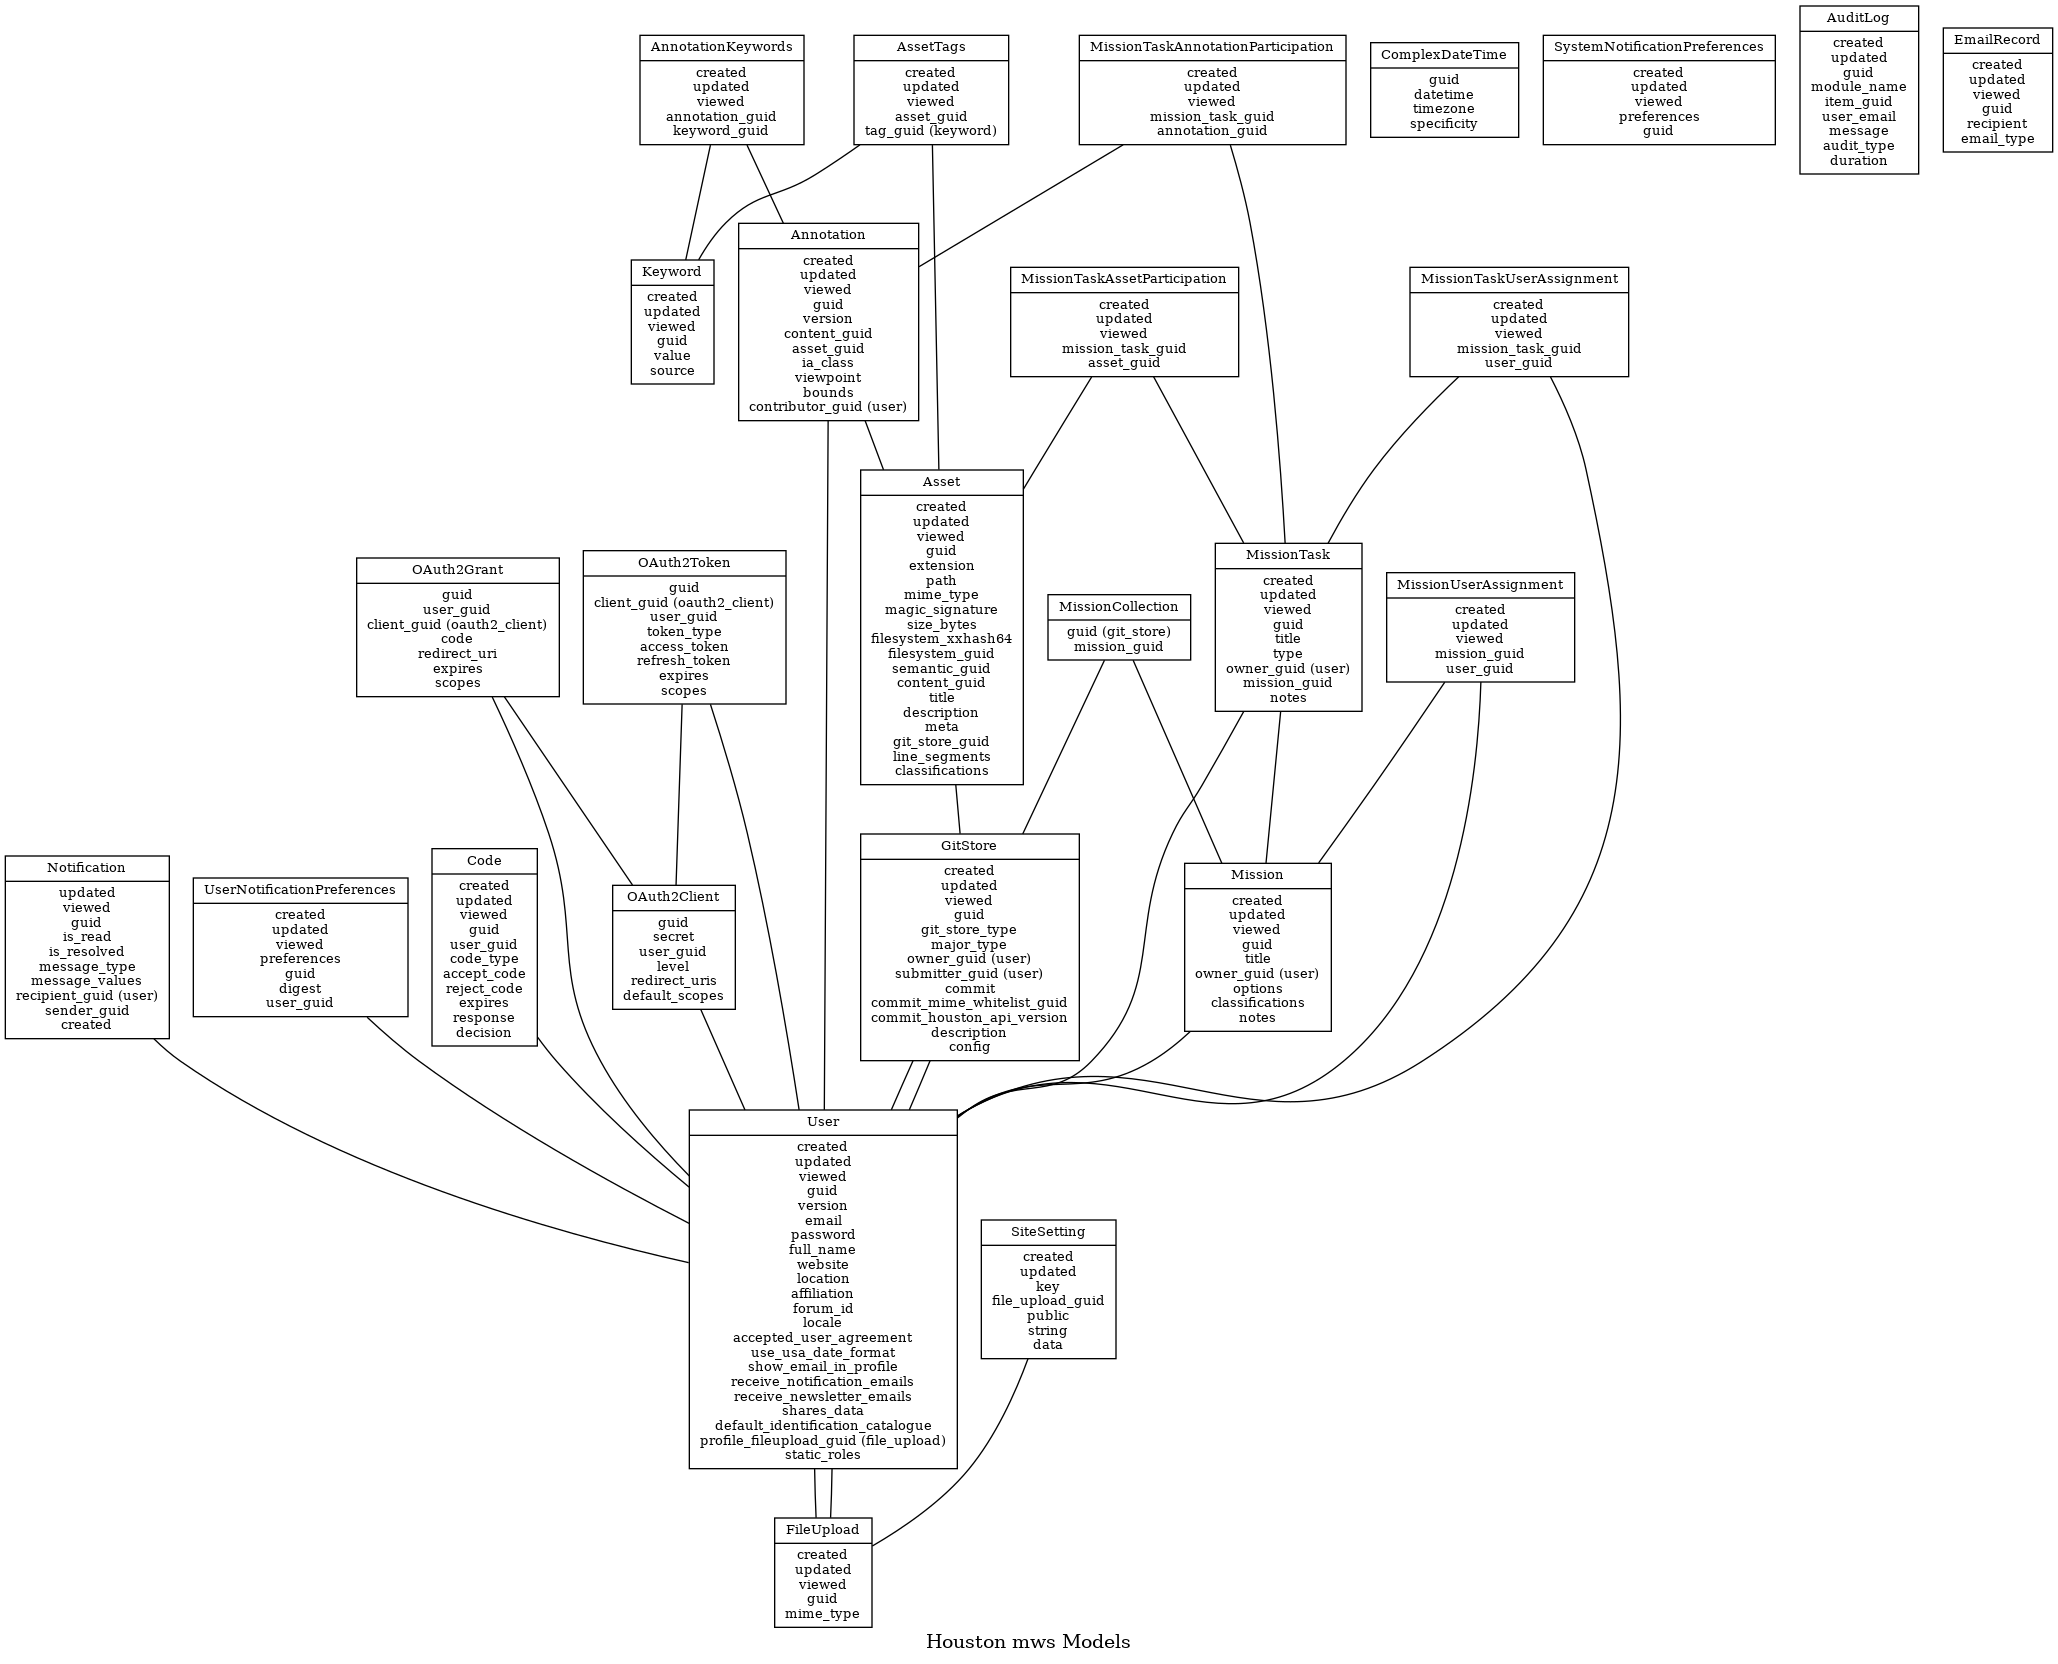 AnnotationKeywords
created
updated
viewed
annotation_guid
keyword_guid
AssetTags
created
updated
viewed
asset_guid
tag_guid (keyword)
MissionTaskAnnotationParticipation
created
updated
viewed
mission_task_guid
annotation_guid
ComplexDateTime
guid
datetime
timezone
specificity
SystemNotificationPreferences
created
updated
viewed
preferences
guid
AuditLog
created
updated
guid
module_name
item_guid
user_email
message
audit_type
duration
EmailRecord
created
updated
viewed
guid
recipient
email_type
Keyword
created
updated
viewed
guid
value
source
Annotation
created
updated
viewed
guid
version
content_guid
asset_guid
ia_class
viewpoint
bounds
contributor_guid (user)
MissionTaskAssetParticipation
created
updated
viewed
mission_task_guid
asset_guid
MissionTaskUserAssignment
created
updated
viewed
mission_task_guid
user_guid
OAuth2Grant
guid
user_guid
client_guid (oauth2_client)
code
redirect_uri
expires
scopes
OAuth2Token
guid
client_guid (oauth2_client)
user_guid
token_type
access_token
refresh_token
expires
scopes
Asset
created
updated
viewed
guid
extension
path
mime_type
magic_signature
size_bytes
filesystem_xxhash64
filesystem_guid
semantic_guid
content_guid
title
description
meta
git_store_guid
line_segments
classifications
MissionCollection
guid (git_store)
mission_guid
MissionTask
created
updated
viewed
guid
title
type
owner_guid (user)
mission_guid
notes
MissionUserAssignment
created
updated
viewed
mission_guid
user_guid
Notification
updated
viewed
guid
is_read
is_resolved
message_type
message_values
recipient_guid (user)
sender_guid
created
UserNotificationPreferences
created
updated
viewed
preferences
guid
digest
user_guid
Code
created
updated
viewed
guid
user_guid
code_type
accept_code
reject_code
expires
response
decision
OAuth2Client
guid
secret
user_guid
level
redirect_uris
default_scopes
GitStore
created
updated
viewed
guid
git_store_type
major_type
owner_guid (user)
submitter_guid (user)
commit
commit_mime_whitelist_guid
commit_houston_api_version
description
config
Mission
created
updated
viewed
guid
title
owner_guid (user)
options
classifications
notes
User
created
updated
viewed
guid
version
email
password
full_name
website
location
affiliation
forum_id
locale
accepted_user_agreement
use_usa_date_format
show_email_in_profile
receive_notification_emails
receive_newsletter_emails
shares_data
default_identification_catalogue
profile_fileupload_guid (file_upload)
static_roles
SiteSetting
created
updated
key
file_upload_guid
public
string
data
FileUpload
created
updated
viewed
guid
mime_type
Houston mws Models